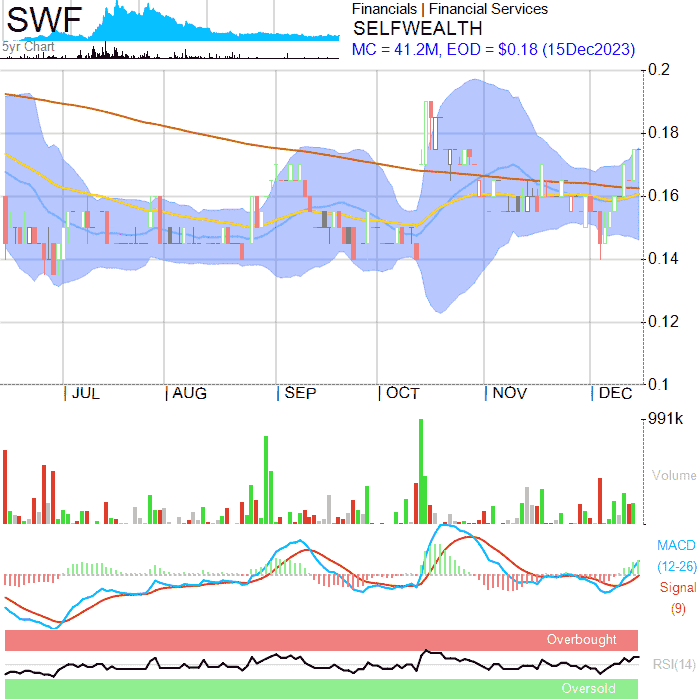 SWF
5yr Chart
Financials | Financial Services
SELFWEALTH
MC = 41.2M, EOD = $0.18 (15Dec2023)
0.2
0.18
0.16
0.14
0.12
0.1
JUL AUG SEP OCT NOV DEC
991k
Volume
MACD
(12-26)
Signal
(9)
Overbought
RSI(14)
Oversold